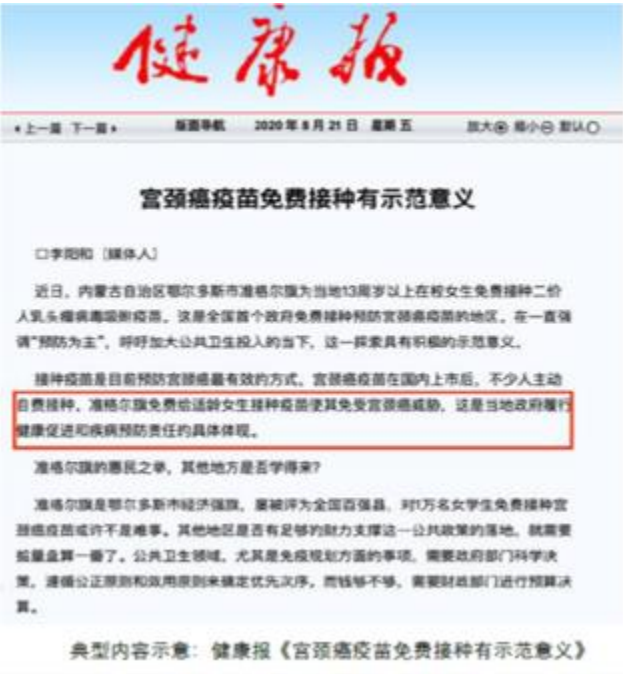 健康报
上一篇 下一篇 版面导航 2020年8月21日 星期五 放大 缩小 默认
宫颈癌疫苗免费接种有示范意义
□李阳和 [媒体人]
近日,内蒙古自治区鄂尔多斯市准格尔旗为当地13周岁以上在校女生免费接种二价
人乳头瘤病毒吸附疫苗。这是全国首个政府免费接种预防宫颈癌疫苗的地区。在一直强
调“预防为主”,呼吁加大公共卫生投入的当下,这一探索具有积极的示范意义。
接种疫苗是目前预防宫颈癌最有效的方式。宫颈癌疫苗在国内上市后,不少人主动
自费接种。准格尔旗免费给适龄女生接种疫苗使其免受宫颈癌威胁,这是当地政府履行
健康促进和疾病预防责任的具体体现。
准格尔旗的惠民之举,其他地方是否学得来?
准格尔旗是鄂尔多斯市经济强旗,屡被评为全国百强县,对1万名女学生免费接种宫
颈癌疫苗或许不是难事。其他地区是否有足够的财力支撑这一公共政策的落地,就需要
掂量盘算一番了。公共卫生领域,尤其是免疫规划方面的事项,需要政府部门科学决
策,遵循公正原则和效用原则来确定优先次序。而钱够不够,需要财政部门进行预算决
算。
典型内容示意:健康报《宫颈癌疫苗免费接种有示范意义》